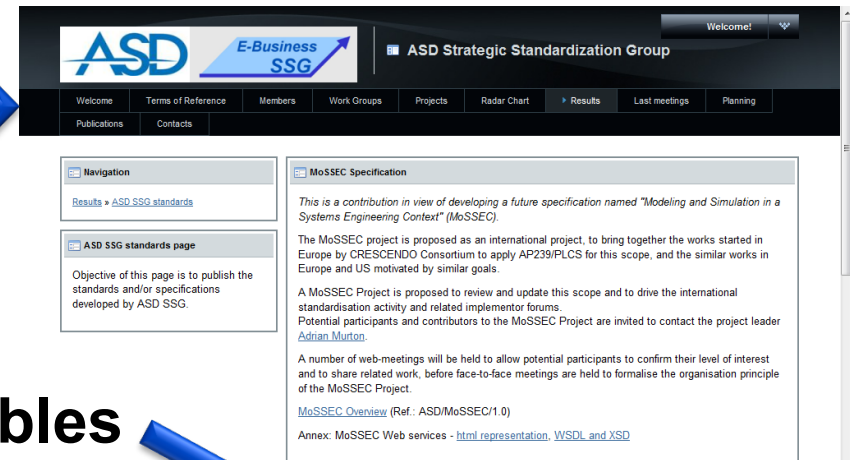 Welcome!
ASD
E-Business
SSG
ASD Strategic Standardization Group
Welcome Terms of Reference Members Work Groups Projects Radar Chart Results Last meetings Planning
Publications Contacts
Navigation
Results » ASD SSG standards
ASD SSG standards page
Objective of this page is to publish the
standards and/or specifications
developed by ASD SSG.
MoSSEC Specification
This is a contribution in view of developing a future specification named "Modeling and Simulation in a
Systems Engineering Context" (MoSSEC).
The MoSSEC project is proposed as an international project, to bring together the works started in
Europe by CRESCENDO Consortium to apply AP239/PLCS for this scope, and the similar works in
Europe and US motivated by similar goals.
A MoSSEC Project is proposed to review and update this scope and to drive the international
standardisation activity and related implementor forums.
Potential participants and contributors to the MoSSEC Project are invited to contact the project leader
Adrian Murton.
A number of web-meetings will be held to allow potential participants to confirm their level of interest
and to share related work, before face-to-face meetings are held to formalise the organisation principle
of the MoSSEC Project.
MoSSEC Overview (Ref.: ASD/MoSSEC/1.0)
Annex: MoSSEC Web services - html representation, WSDL and XSD
bles